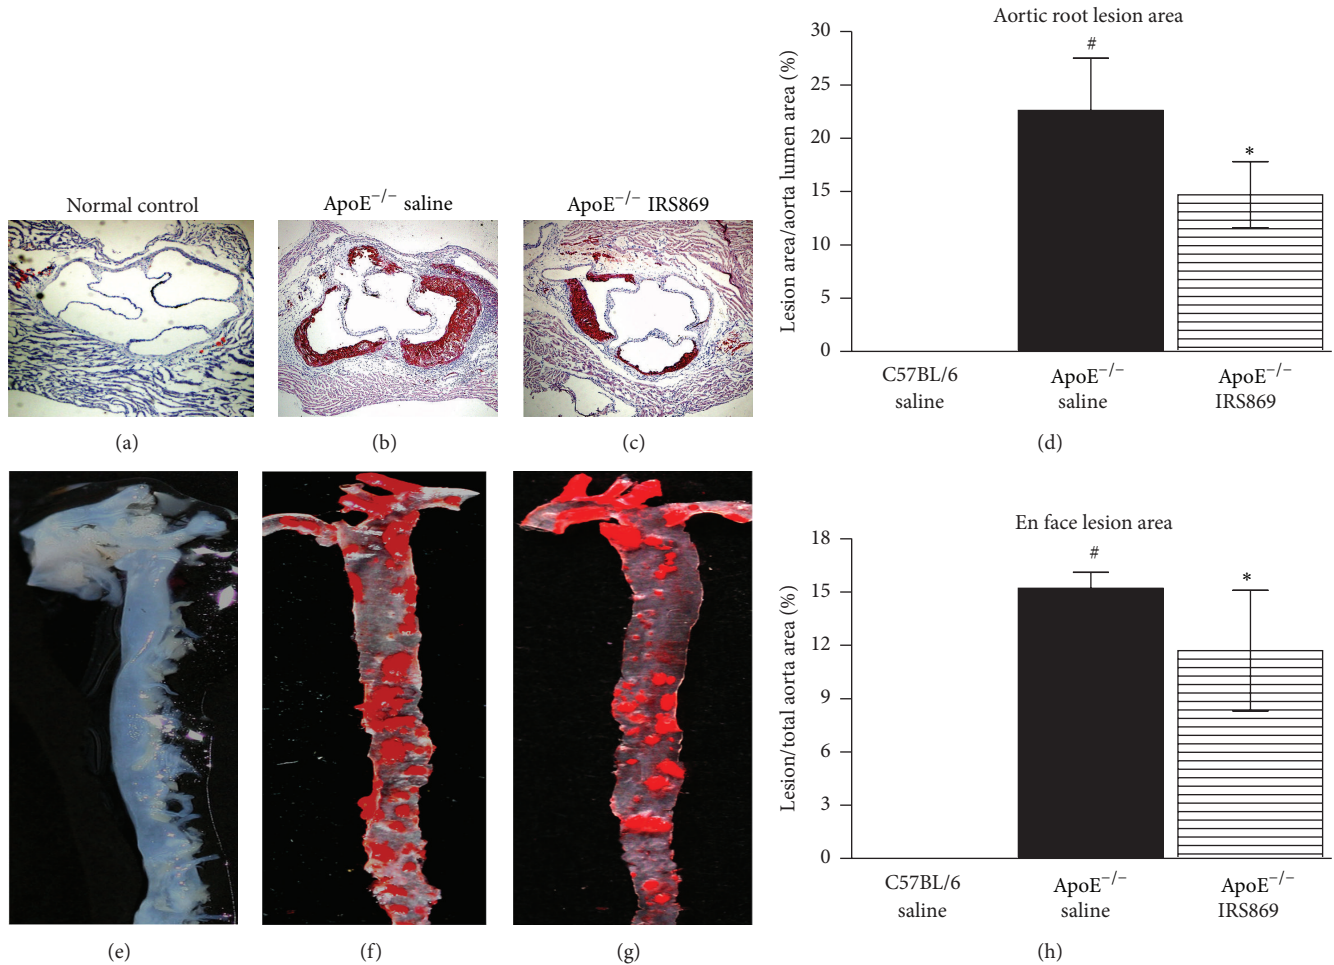 Normal control
ApoE−/− saline
ApoE−/− IRS869
(a)
(b)
(c)
Aortic root lesion area
Lesion area/aorta lumen area (%)
30
25
20
15
10
5
0
#
*
C57BL/6
saline
ApoE−/−
saline
ApoE−/−
IRS869
(d)
(e)
(f)
(g)
En face lesion area
Lesion/total aorta area (%)
18
15
12
9
6
3
0
#
*
C57BL/6
saline
ApoE−/−
saline
ApoE−/−
IRS869
(h)